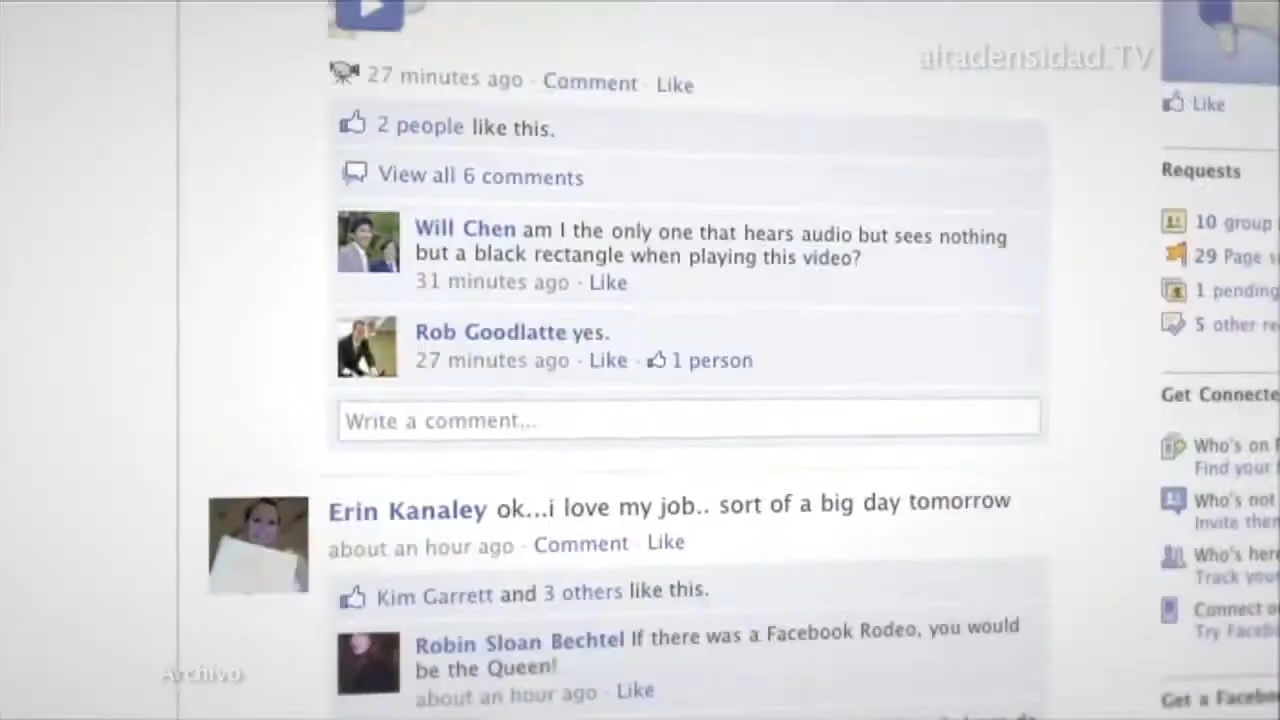 altadensidad.TV
27 minutes ago · Comment · Like
2 people like this.
View all 6 comments
Will Chen am I the only one that hears audio but sees nothing
but a black rectangle when playing this video?
31 minutes ago · Like
Rob Goodlatte yes.
27 minutes ago · Like · 1 person
Write a comment...
Erin Kanaley ok...i love my job.. sort of a big day tomorrow
about an hour ago · Comment · Like
Kim Garrett and 3 others like this.
Robin Sloan Bechtel If there was a Facebook Rodeo, you would
be the Queen!
about an hour ago · Like
Archivo
Like
Requests
10 group
29 Page
1 pending
5 other
Get
Who's on
Find your
Who's not
Invite
Who's here
Track
Connect
Try
Get a